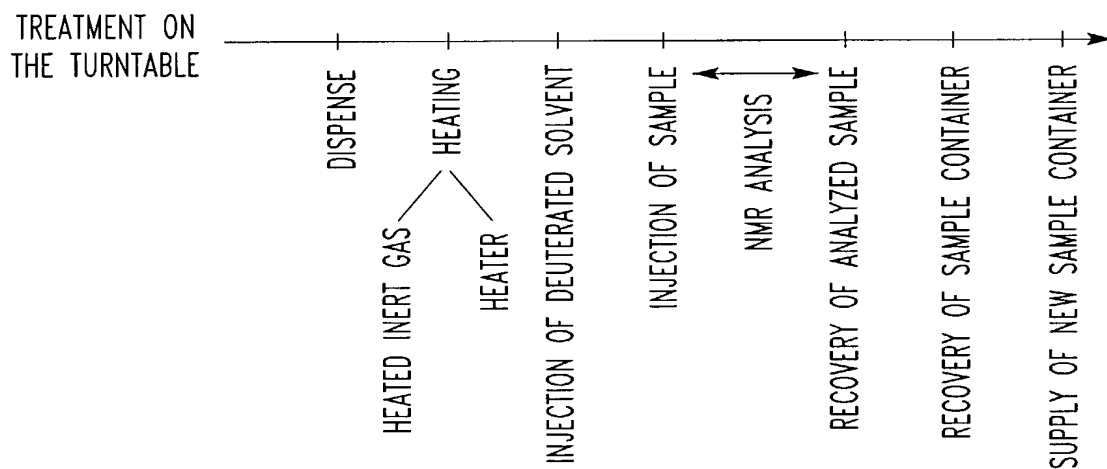 TREATMENT ON
THE TURNTABLE
DISPENSE
HEATING
HEATED INERT GAS
HEATER
INJECTION OF DEUTERATED SOLVENT
INJECTION OF SAMPLE
NMR ANALYSIS
RECOVERY OF ANALYZED SAMPLE
RECOVERY OF SAMPLE CONTAINER
SUPPLY OF NEW SAMPLE CONTAINER